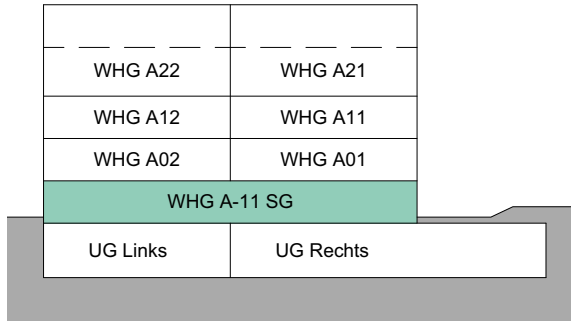 WHG A22 WHG A21
WHG A12 WHG A11
WHG A02 WHG A01
WHG A-11 SG
UG Links UG Rechts